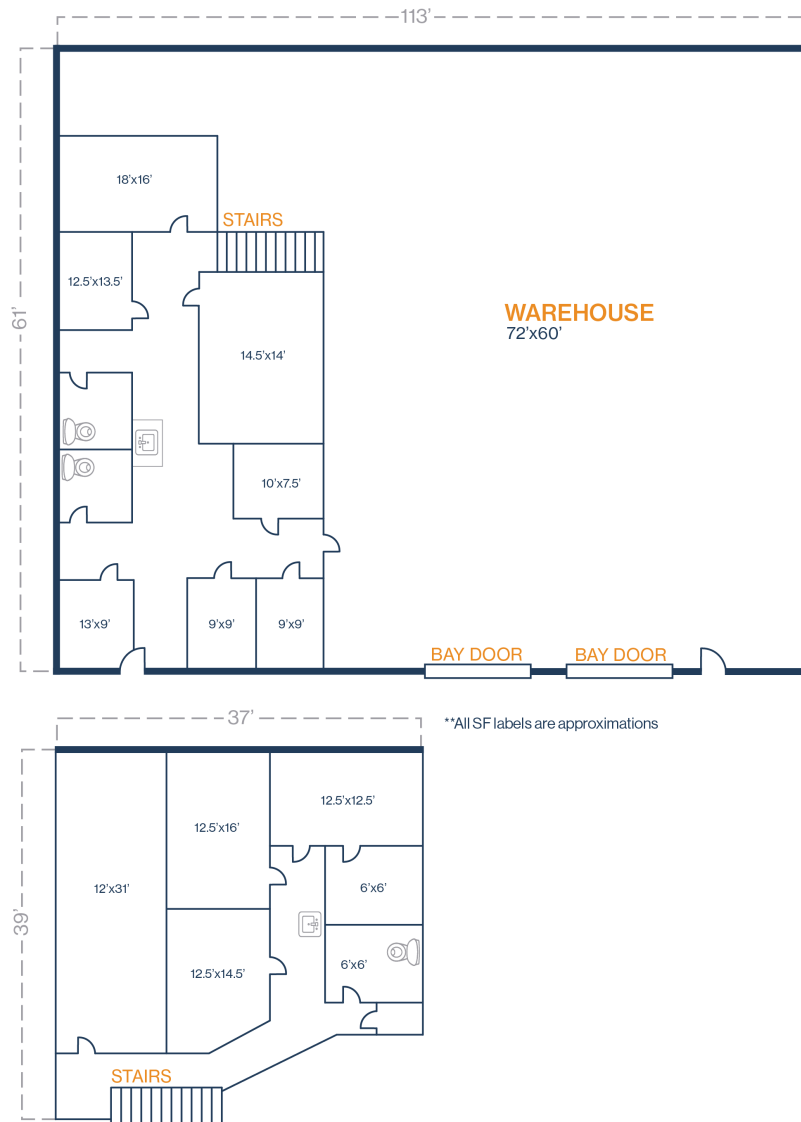 113’
61’
18’x16’
STAIRS
12.5’x13.5’
14.5’x14’
WAREHOUSE
72’x60’
10’x7.5’
13’x9’
9’x9’
9’x9’
BAY DOOR
BAY DOOR
37’
**All SF labels are approximations
39’
12’x31’
12.5’x16’
12.5’x12.5’
6’x6’
12.5’x14.5’
6’x6’
STAIRS